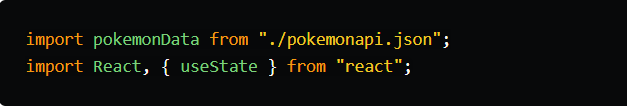 import pokemonData from "./pokemonapi.json";
import React, { useState } from "react";